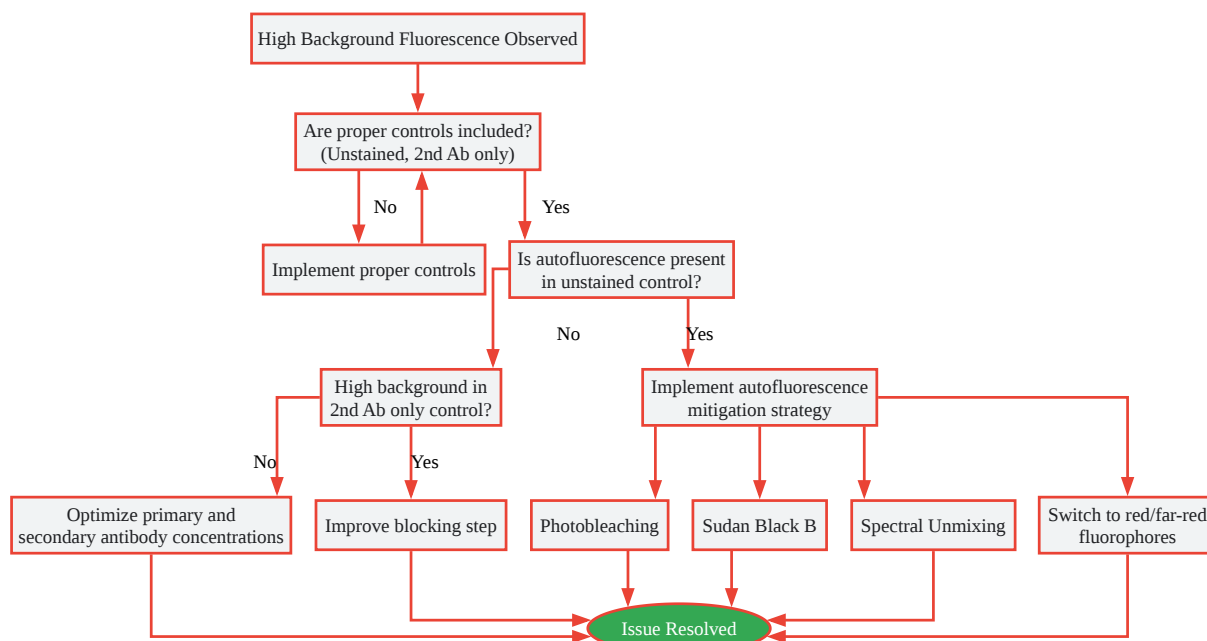 High Background Fluorescence Observed
Are proper controls included?
(Unstained, 2nd Ab only)
No
Yes
Implement proper controls
Is autofluorescence present
in unstained control?
No
Yes
High background in
2nd Ab only control?
Implement autofluorescence
mitigation strategy
No
Yes
Optimize primary and
secondary antibody concentrations
Improve blocking step
Photobleaching
Sudan Black B
Spectral Unmixing
Switch to red/far-red
fluorophores
Issue Resolved